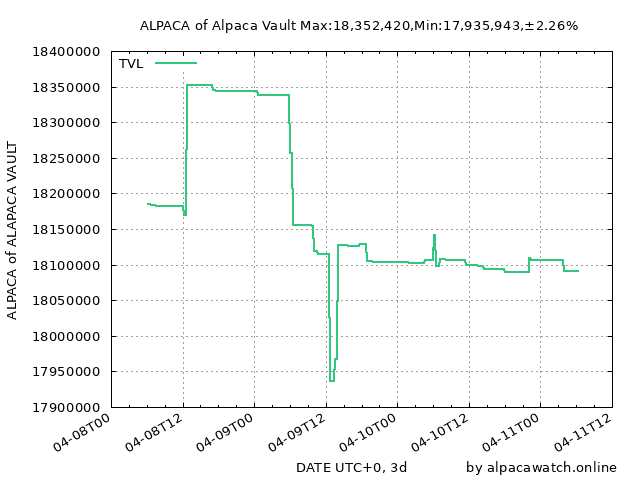 ALPACA of Alpaca Vault Max:18,352,420,Min:17,935,943,±2.26%
TVL
18400000
18350000
18300000
18250000
18200000
18150000
18100000
18050000
18000000
17950000
17900000
ALPACA of ALAPACA VAULT
04-08T00
04-08T12
04-09T00
04-09T12
04-10T00
04-10T12
04-11T00
04-11T12
DATE UTC+0, 3d
by alpacawatch.online